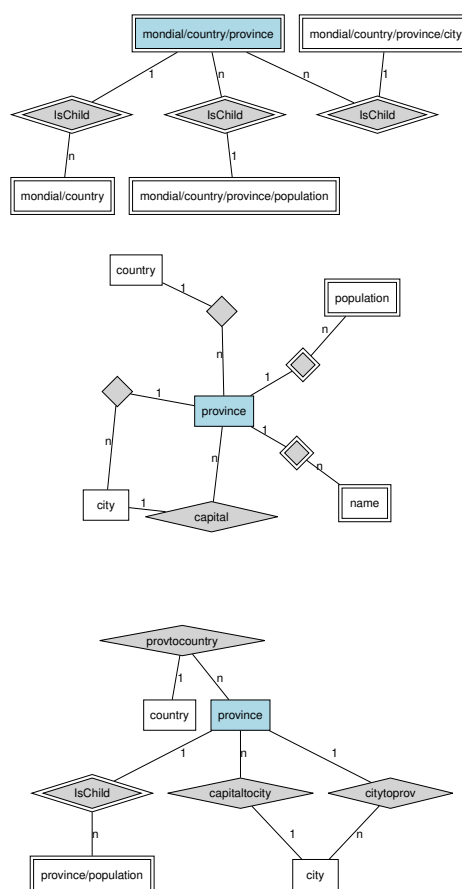 mondial/country/province
mondial/country/province/city
1
n
n
1
IsChild
IsChild
IsChild
n
1
mondial/country
mondial/country/province/population
country
1
population
n
n
1
1
province
1
n
n
n
city
1
capital
name
provtocountry
1
n
country
province
1
n
1
IsChild
capitaltocity
citytoprov
n
1
n
province/population
city